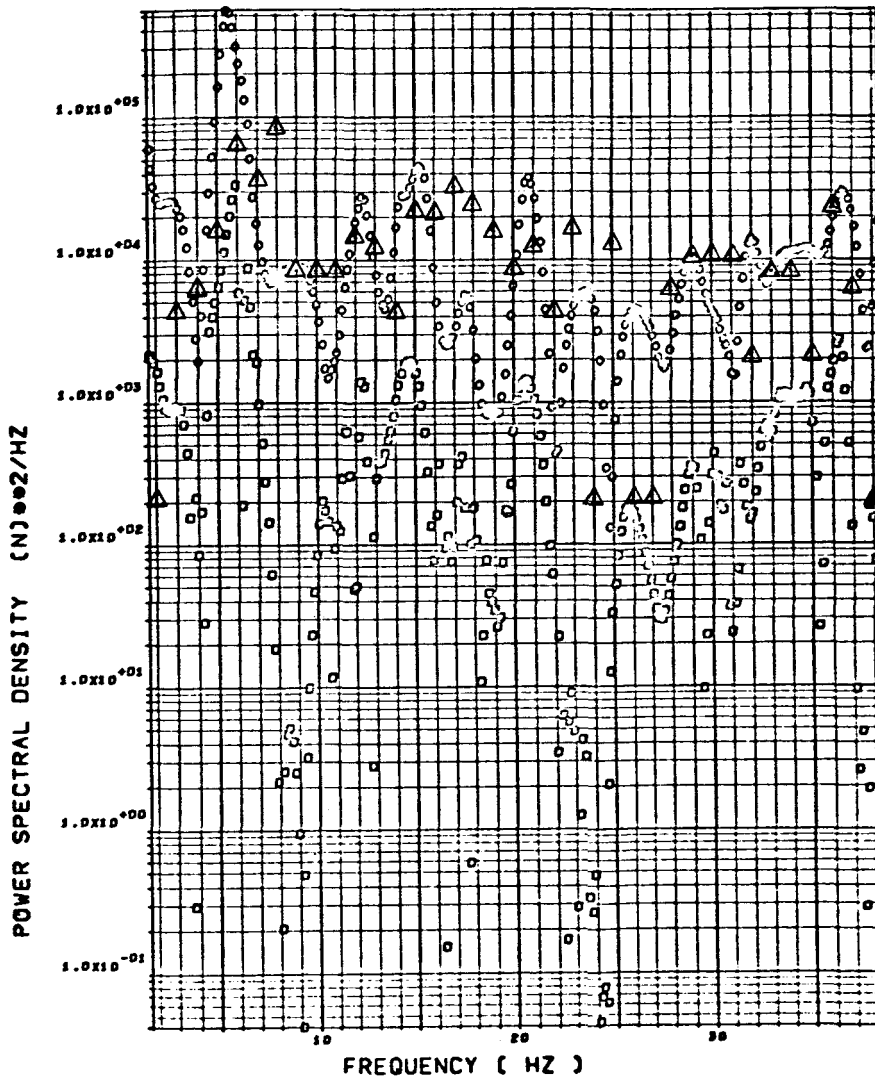 1.0X10+05
1.0X10+04
1.0X10+03
1.0X10+02
1.0X10+01
1.0X10+00
1.0X10-01
POWER SPECTRAL DENSITY (N)**2/HZ
10
20
30
FREQUENCY ( HZ )